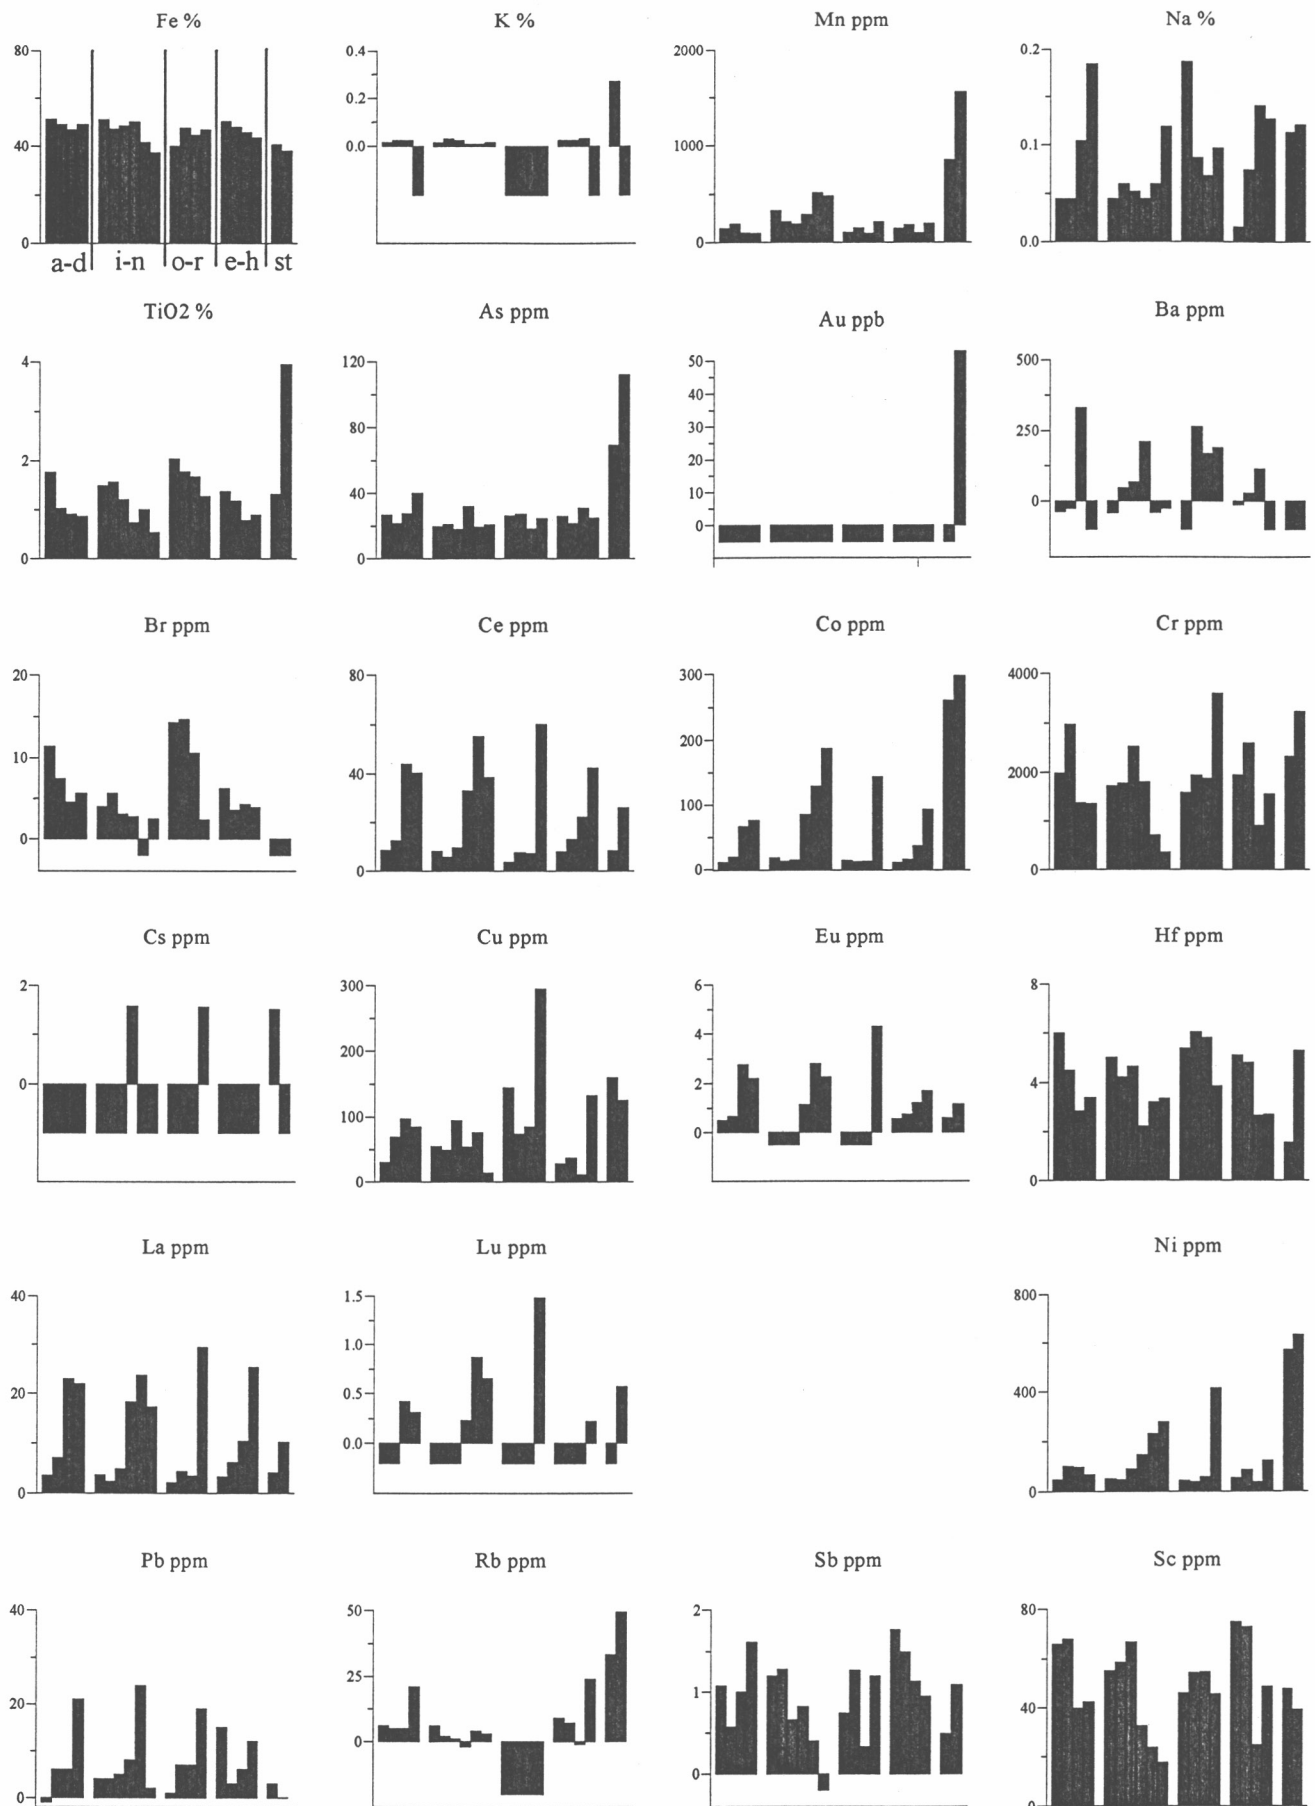 Fe %
K %
Mn ppm
Na %
80
40
0
a-d
i-n
o-r
e-h
st
0.4
0.2
0.0
2000
1000
0
0.2
0.1
0.0
TiO2 %
As ppm
Au ppb
Ba ppm
4
2
0
120
80
40
0
50
40
30
20
10
0
500
250
0
Br ppm
Ce ppm
Co ppm
Cr ppm
20
10
0
80
40
0
300
200
100
0
4000
2000
0
Cs ppm
Cu ppm
Eu ppm
Hf ppm
2
0
300
200
100
0
6
4
2
0
8
4
0
La ppm
Lu ppm
Ni ppm
40
20
0
1.5
1.0
0.5
0.0
800
400
0
Pb ppm
Rb ppm
Sb ppm
Sc ppm
40
20
0
50
25
0
2
1
0
80
40
0